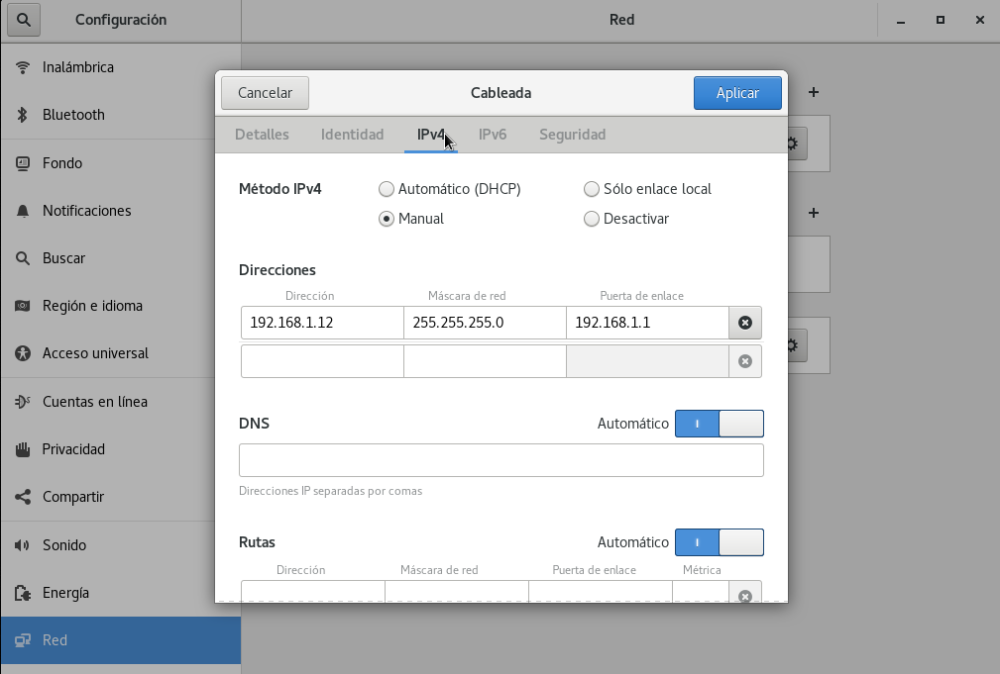 Configuración
Red
Inalámbrica
Bluetooth
Fondo
Notificaciones
Buscar
Región e idioma
Acceso universal
Cuentas en línea
Privacidad
Compartir
Sonido
Energía
Red
Cancelar
Cableada
Aplicar
Detalles Identidad IPv4 IPv6 Seguridad
Método IPv4
Automático (DHCP) Sólo enlace local
Manual Desactivar
Direcciones
Dirección Máscara de red Puerta de enlace
192.168.1.12 255.255.255.0 192.168.1.1
DNS Automático
Direcciones IP separadas por comas
Rutas Automático
Dirección Máscara de red Puerta de enlace Métrica